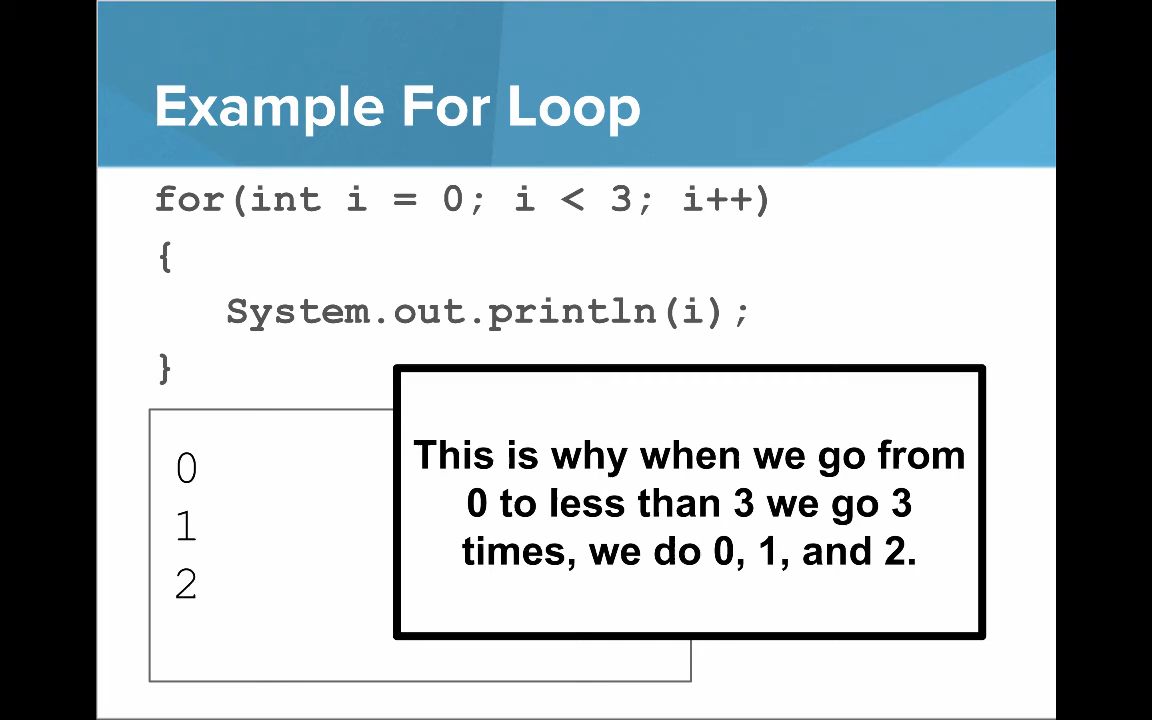 Example For Loop
for(int i = 0; i < 3; i++)
{
System.out.println(i);
}
0
1
2
This is why when we go from
0 to less than 3 we go 3
times, we do 0, 1, and 2.